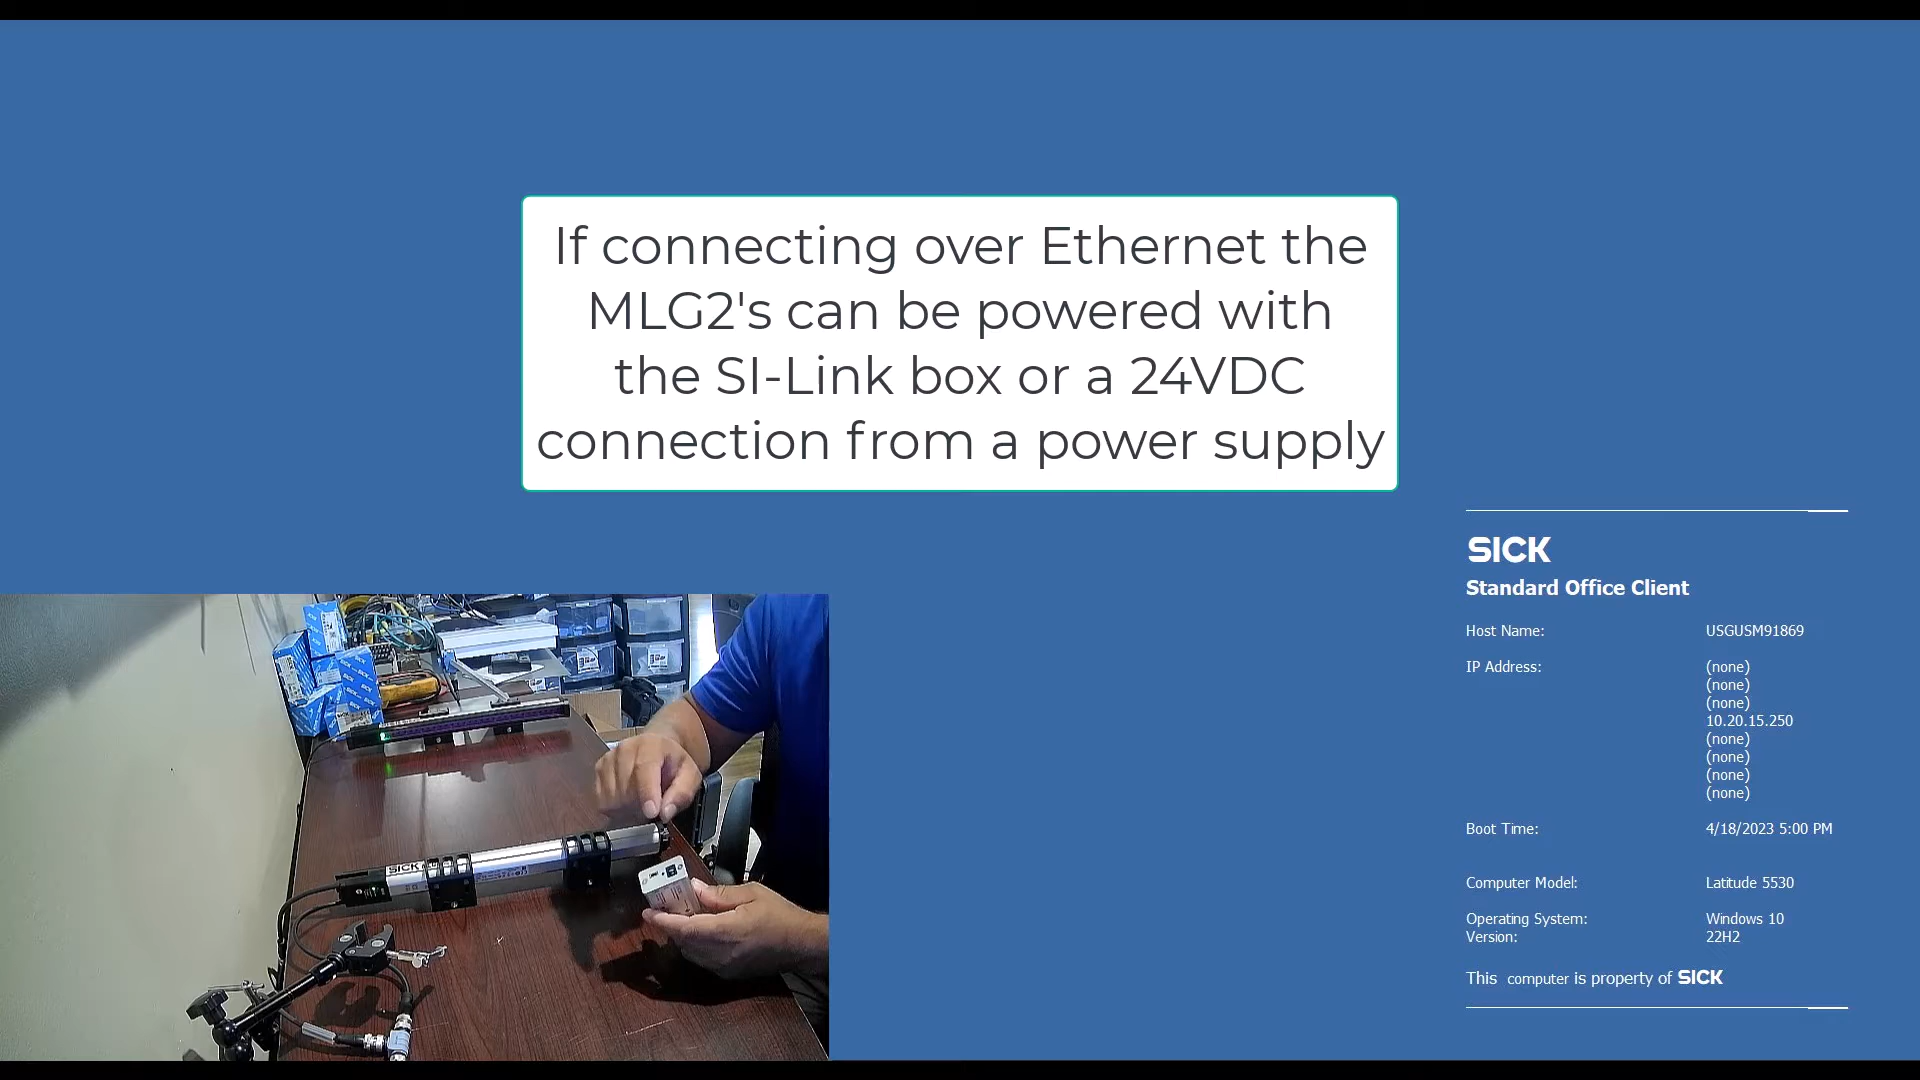 If connecting over Ethernet the
MLG2's can be powered with
the SI-Link box or a 24VDC
connection from a power supply
SICK
Standard Office Client
Host Name: USGUSM91869
IP Address: (none)
(none)
(none)
10.20.15.250
(none)
(none)
(none)
(none)
Boot Time: 4/18/2023 5:00 PM
Computer Model: Latitude 5530
Operating System: Windows 10
Version: 22H2
This computer is property of SICK
SICK